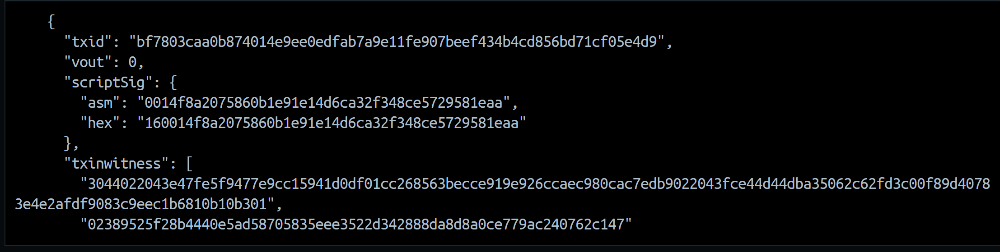 {
"txid": "bf7803caa0b874014e9ee0edfab7a9e11fe907beef434b4cd856bd71cf05e4d9",
"vout": 0,
"scriptSig": {
"asm": "0014f8a2075860b1e91e14d6ca32f348ce5729581eaa",
"hex": "160014f8a2075860b1e91e14d6ca32f348ce5729581eaa"
},
"txinwitness": [
"3044022043e47fe5f9477e9cc15941d0df01cc268563becce919e926ccaec980cac7edb9022043fce44d44dba35062c62fd3c00f89d4078
3e4e2afdf9083c9eec1b6810b10b301",
"02389525f28b4440e5ad58705835eee3522d342888da8d8a0ce779ac240762c147"